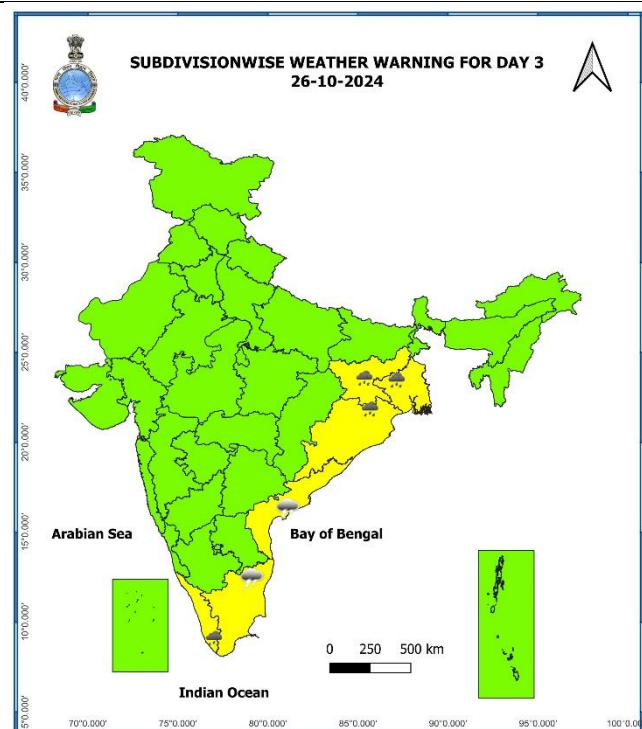 SUBDIVISIONWISE WEATHER WARNING FOR DAY 3
26-10-2024
40°0.000'
35°0.000'
30°0.000'
25°0.000'
20°0.000'
15°0.000'
10°0.000'
5°0.000'
Arabian Sea
Bay of Bengal
0 250 500 km
Indian Ocean
70°0.000' 75°0.000' 80°0.000' 85°0.000' 90°0.000' 95°0.000' 100°0.000'